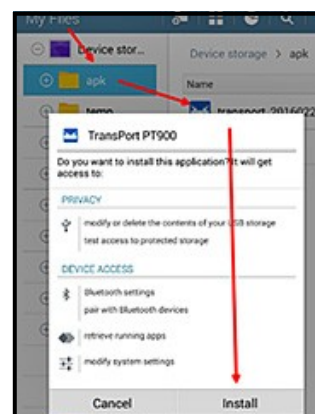 My Files
Device stor...
Device storage > apk
apk
Name
temp
transport_2016022
TransPort PT900
Do you want to install this application? It will get
access to:
PRIVACY
modify or delete the contents of your USB storage
test access to protected storage
DEVICE ACCESS
Bluetooth settings
pair with Bluetooth devices
retrieve running apps
modify system settings
Cancel
Install